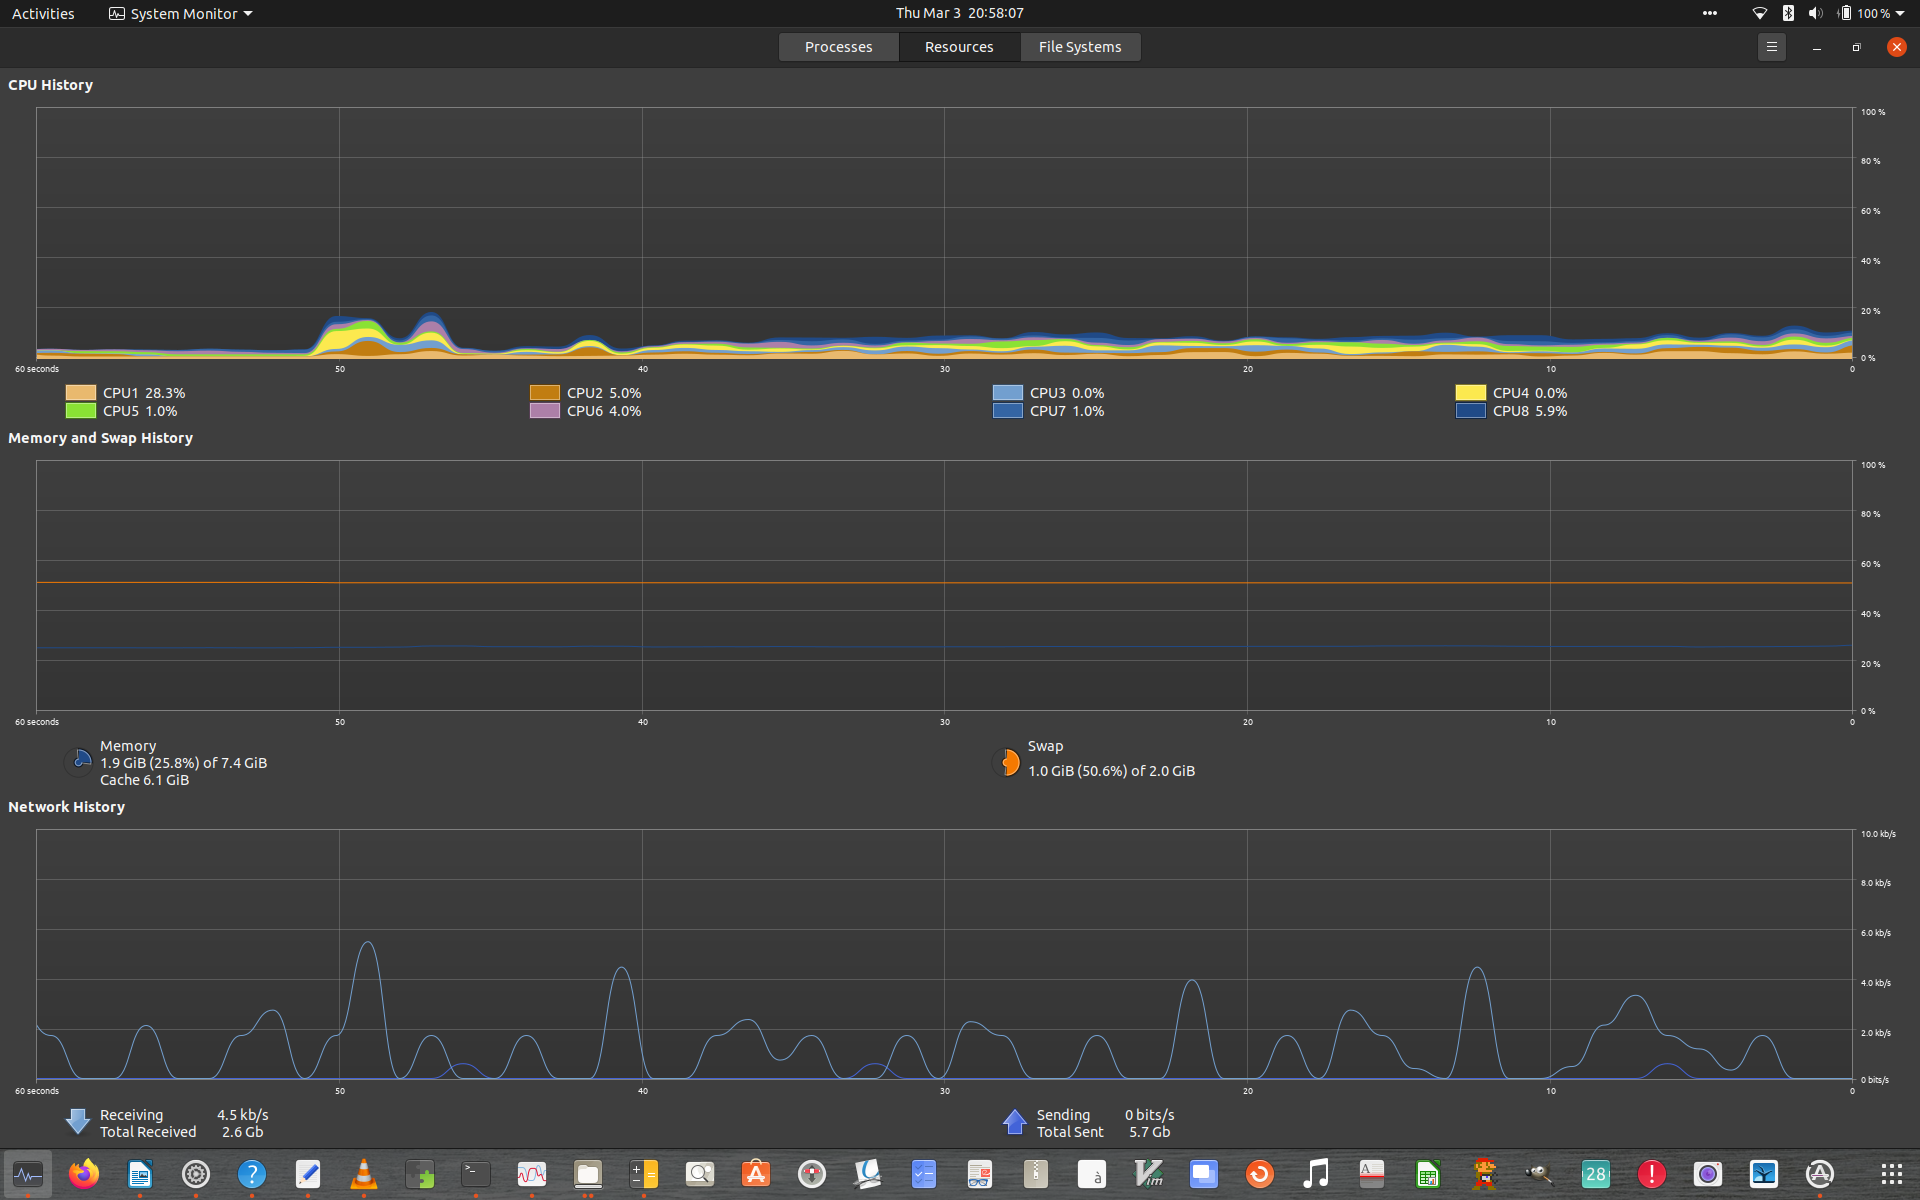 Activities System Monitor Thu Mar 3 20:58:07 100 %
Processes Resources File Systems
CPU History
100 %
80 %
60 %
40 %
20 %
0 %
60 seconds 50 40 30 20 10 0
CPU1 28.3% CPU2 5.0% CPU3 0.0% CPU4 0.0%
CPU5 1.0% CPU6 4.0% CPU7 1.0% CPU8 5.9%
Memory and Swap History
100 %
80 %
60 %
40 %
20 %
0 %
60 seconds 50 40 30 20 10 0
Memory
1.9 GiB (25.8%) of 7.4 GiB
Cache 6.1 GiB
Swap
1.0 GiB (50.6%) of 2.0 GiB
Network History
10.0 kb/s
8.0 kb/s
6.0 kb/s
4.0 kb/s
2.0 kb/s
0 bits/s
60 seconds 50 40 30 20 10 0
Receiving 4.5 kb/s
Total Received 2.6 Gb
Sending 0 bits/s
Total Sent 5.7 Gb
? >_ à Vim A 28 !